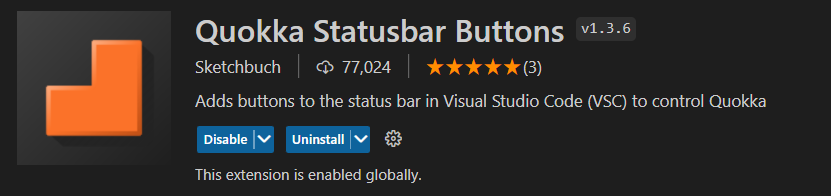 Quokka Statusbar Buttons v1.3.6
Sketchbuch 77,024 (3)
Adds buttons to the status bar in Visual Studio Code (VSC) to control Quokka
Disable Uninstall
This extension is enabled globally.